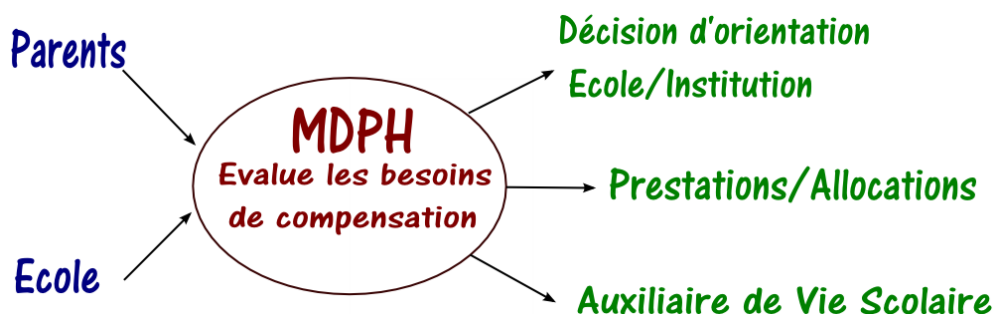 Parents
Ecole
MDPH
Evalue les besoins
de compensation
Décision d'orientation
Ecole/Institution
Prestations/Allocations
Auxiliaire de Vie Scolaire